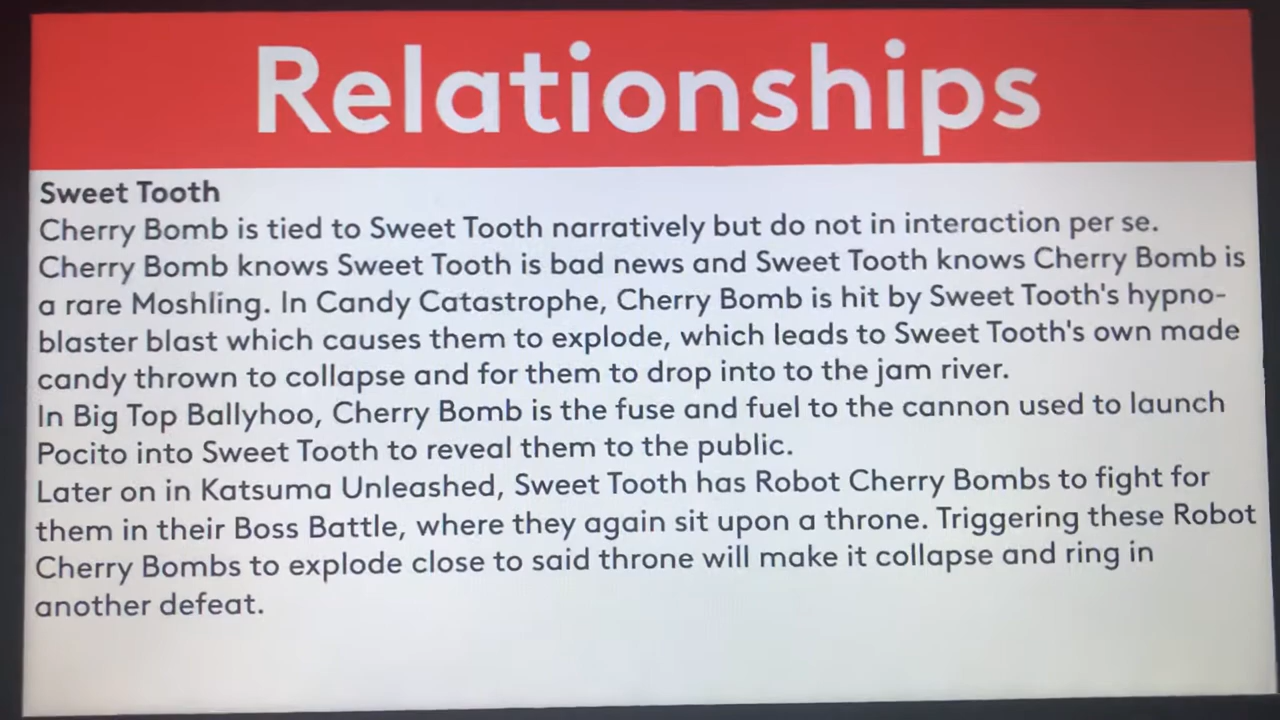 Relationships
Sweet Tooth
Cherry Bomb is tied to Sweet Tooth narratively but do not in interaction per se.
Cherry Bomb knows Sweet Tooth is bad news and Sweet Tooth knows Cherry Bomb is
a rare Moshling. In Candy Catastrophe, Cherry Bomb is hit by Sweet Tooth's hypno-
blaster blast which causes them to explode, which leads to Sweet Tooth's own made
candy thrown to collapse and for them to drop into to the jam river.
In Big Top Ballyhoo, Cherry Bomb is the fuse and fuel to the cannon used to launch
Pocito into Sweet Tooth to reveal them to the public.
Later on in Katsuma Unleashed, Sweet Tooth has Robot Cherry Bombs to fight for
them in their Boss Battle, where they again sit upon a throne. Triggering these Robot
Cherry Bombs to explode close to said throne will make it collapse and ring in
another defeat.